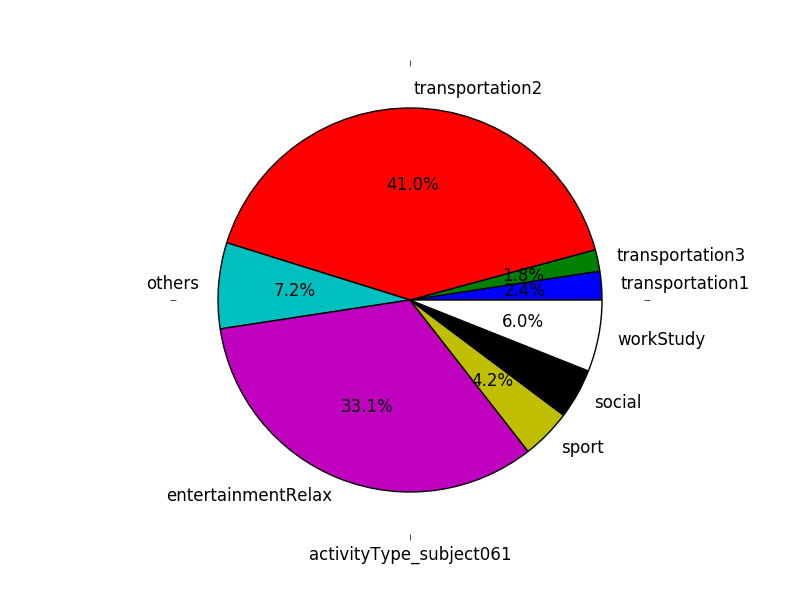 transportation2
41.0%
transportation3
1.8%
others
transportation1
7.2%
2.4%
6.0%
workStudy
4.2%
social
33.1%
sport
entertainmentRelax
activityType_subject061